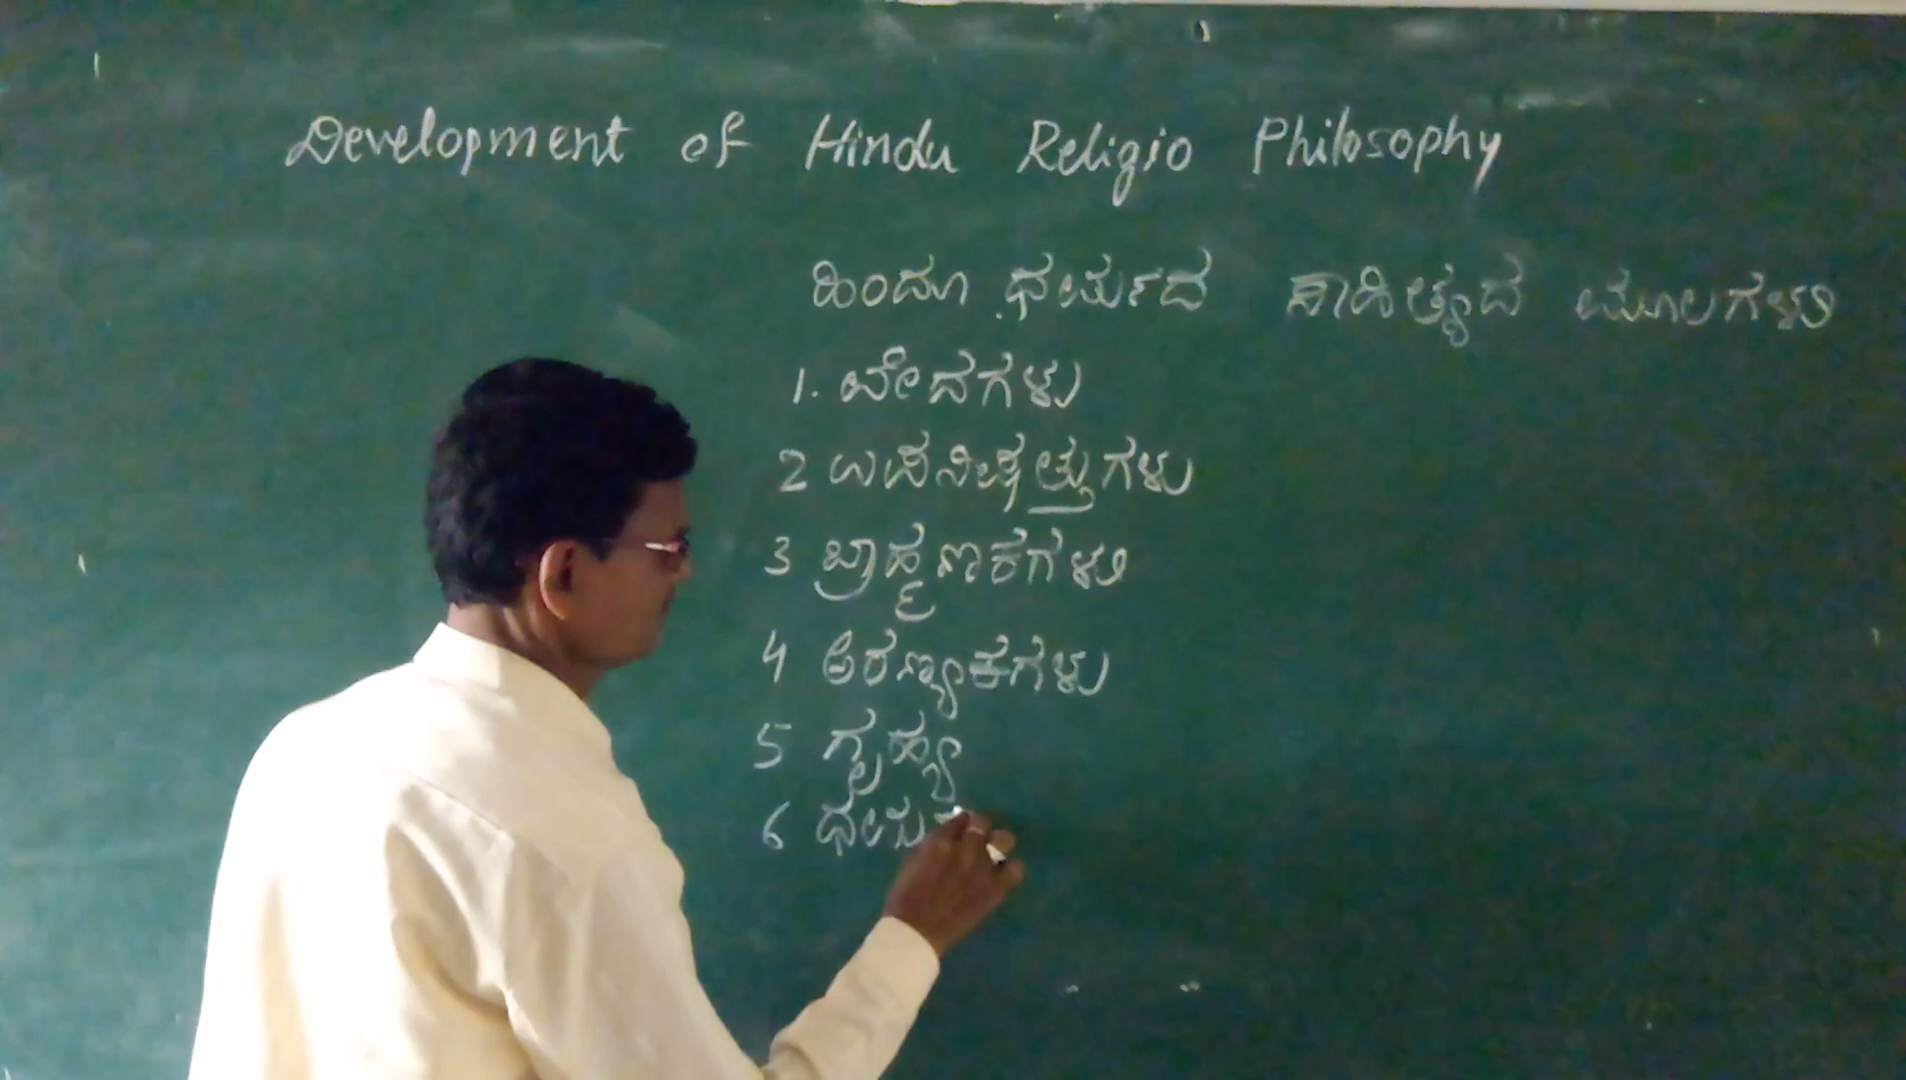 Development of Hindu Religio Philosophy
ಹಿಂದೂ ಧರ್ಮದ ಸಾಹಿತ್ಯದ ಮೂಲಗಳು
1. ವೇದಗಳು
2 ಉಪನಿಷತ್ತುಗಳು
3 ಬ್ರಾಹ್ಮಣಕಗಳು
4 ಅರಣ್ಯಕಗಳು
5 ಗೃಹ್ಯ
6